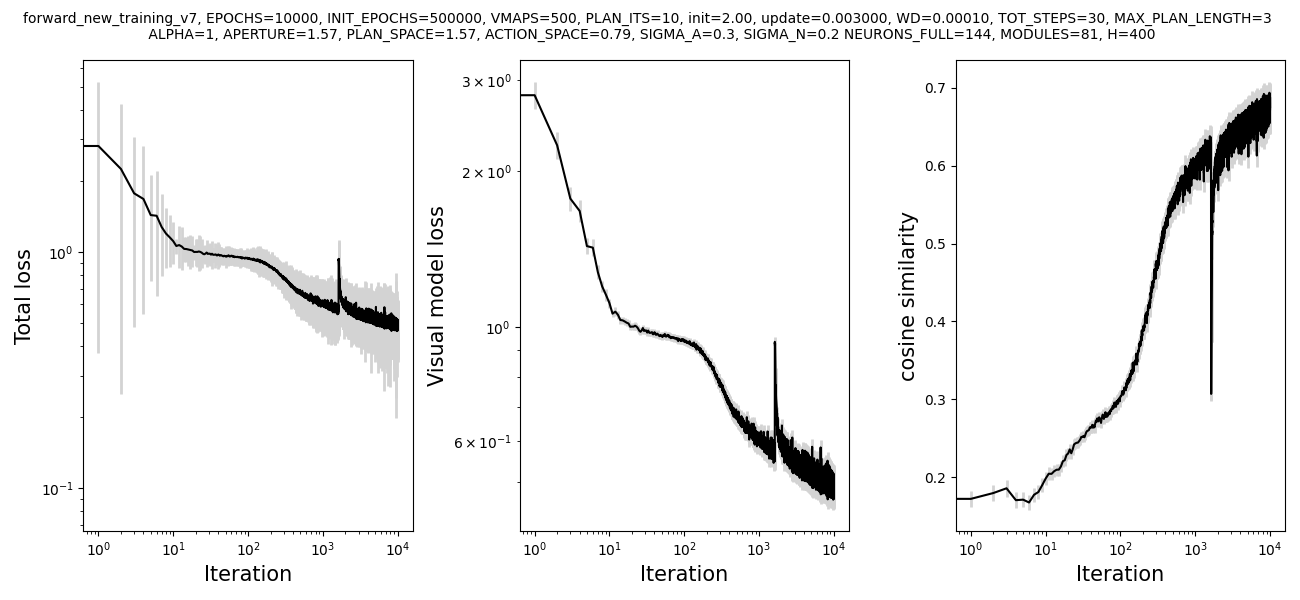 forward_new_training_v7, EPOCHS=10000, INIT_EPOCHS=500000, VMAPS=500, PLAN_ITS=10, init=2.00, update=0.003000, WD=0.00010, TOT_STEPS=30, MAX_PLAN_LENGTH=3
ALPHA=1, APERTURE=1.57, PLAN_SPACE=1.57, ACTION_SPACE=0.79, SIGMA_A=0.3, SIGMA_N=0.2 NEURONS_FULL=144, MODULES=81, H=400
Total loss
10⁰
10⁻¹
10⁰ 10¹ 10² 10³ 10⁴
Iteration
Visual model loss
3 × 10⁰
2 × 10⁰
10⁰
6 × 10⁻¹
10⁰ 10¹ 10² 10³ 10⁴
Iteration
cosine similarity
0.7
0.6
0.5
0.4
0.3
0.2
10⁰ 10¹ 10² 10³ 10⁴
Iteration